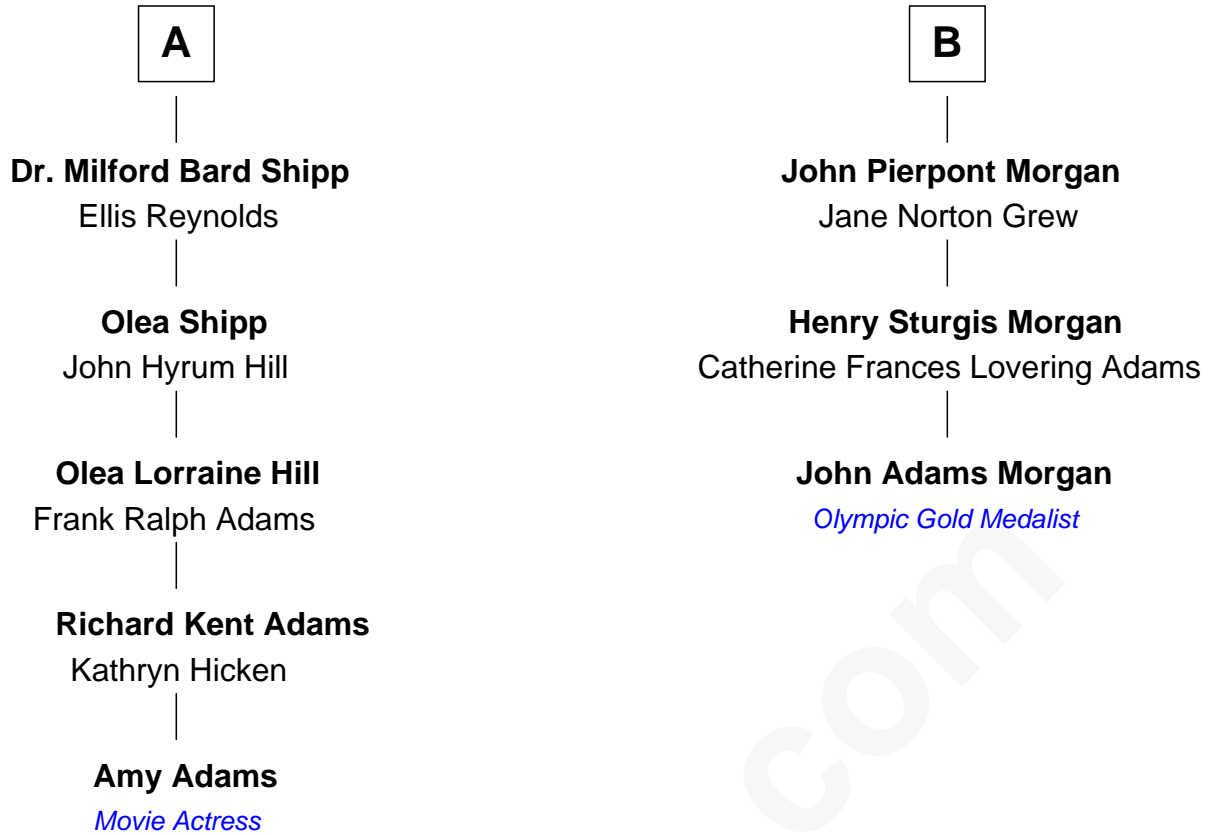 A
Dr. Milford Bard Shipp
Ellis Reynolds
Olea Shipp
John Hyrum Hill
Olea Lorraine Hill
Frank Ralph Adams
Richard Kent Adams
Kathryn Hicken
Amy Adams
Movie Actress
B
John Pierpont Morgan
Jane Norton Grew
Henry Sturgis Morgan
Catherine Frances Lovering Adams
John Adams Morgan
Olympic Gold Medalist
com